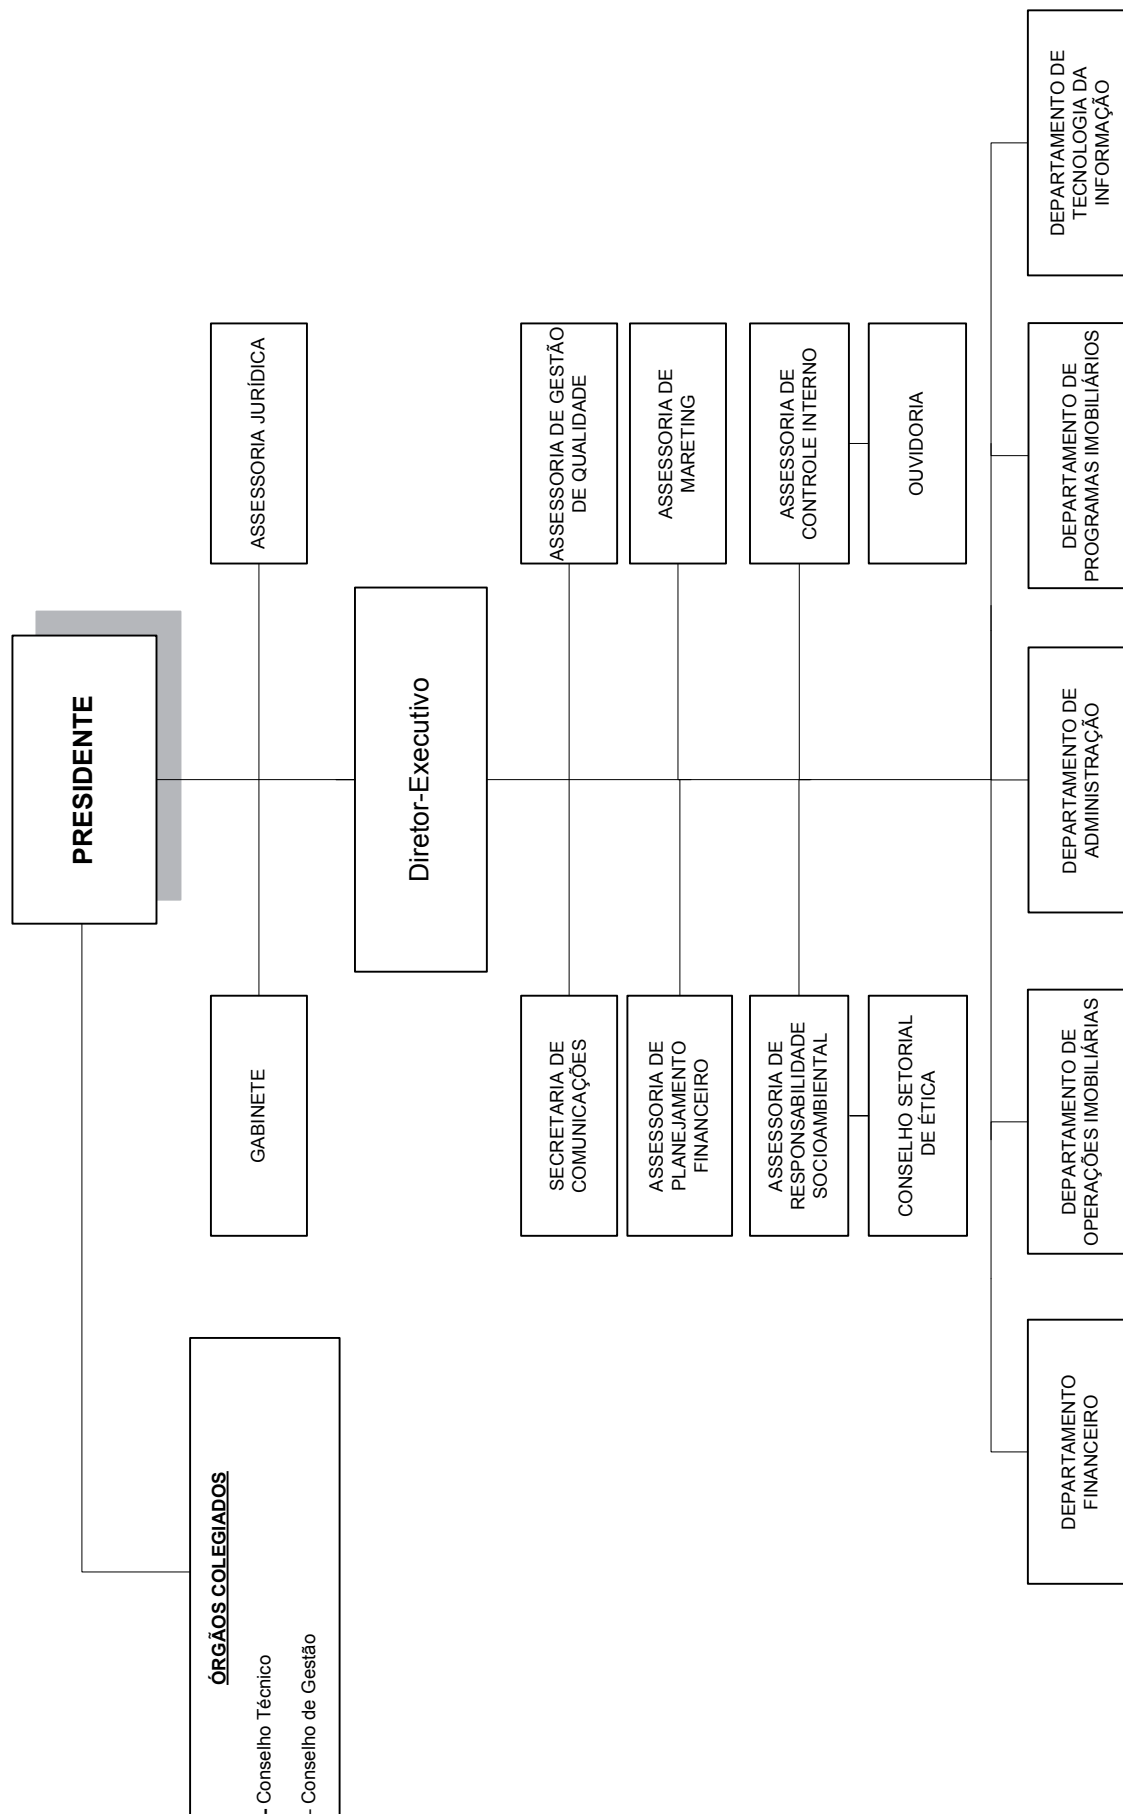 PRESIDENTE
ÓRGÃOS COLEGIADOS
- Conselho Técnico
- Conselho de Gestão
GABINETE
ASSESSORIA JURÍDICA
Diretor-Executivo
SECRETARIA DE
COMUNICAÇÕES
ASSESSORIA DE GESTÃO
DE QUALIDADE
ASSESSORIA DE
PLANEJAMENTO
FINANCEIRO
ASSESSORIA DE
MARETING
ASSESSORIA DE
RESPONSABILIDADE
SOCIOAMBIENTAL
ASSESSORIA DE
CONTROLE INTERNO
CONSELHO SETORIAL
DE ÉTICA
OUVIDORIA
DEPARTAMENTO
FINANCEIRO
DEPARTAMENTO DE
OPERAÇÕES IMOBILIÁRIAS
DEPARTAMENTO DE
ADMINISTRAÇÃO
DEPARTAMENTO DE
PROGRAMAS IMOBILIÁRIOS
DEPARTAMENTO DE
TECNOLOGIA DA
INFORMAÇÃO